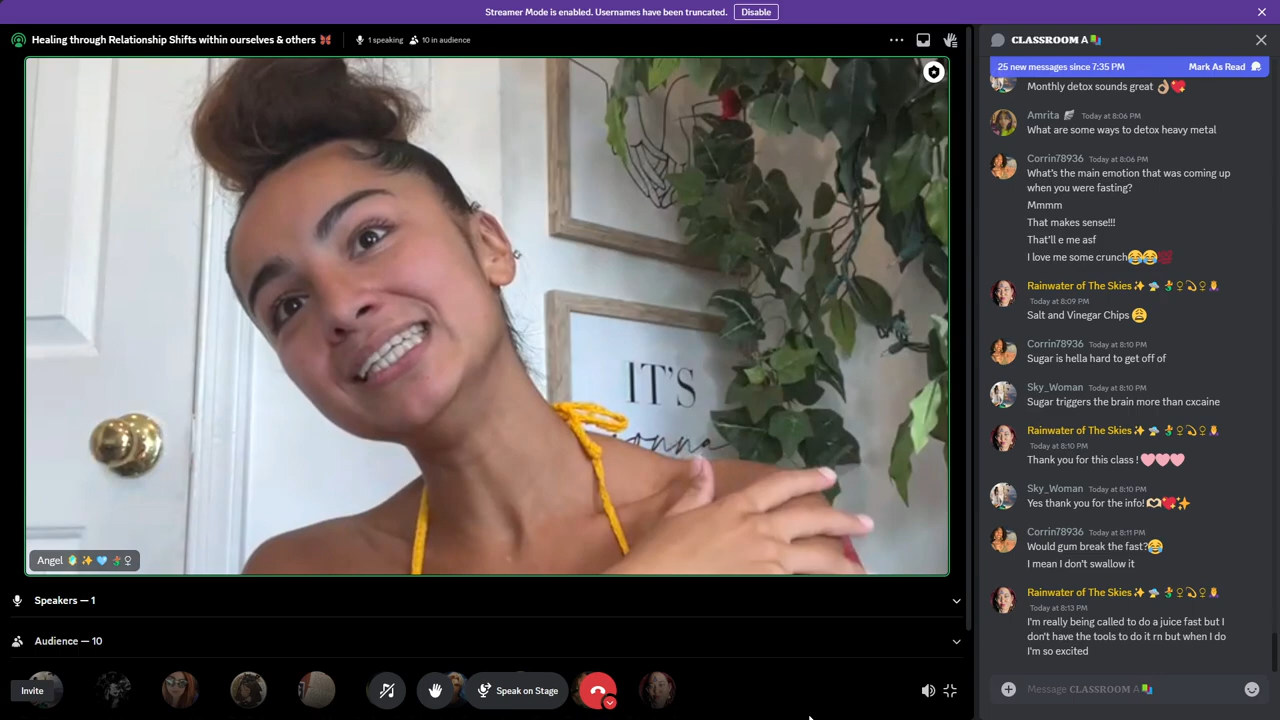 Streamer Mode is enabled. Usernames have been truncated. Disable
Healing through Relationship Shifts within ourselves & others 🦋 1 speaking 10 in audience
IT'S
gonna
Angel
Speakers — 1
Audience — 10
Invite
Speak on Stage
CLASSROOM A
25 new messages since 7:35 PM Mark As Read
Monthly detox sounds great 👌🏽💖
Amrita Today at 8:06 PM
What are some ways to detox heavy metal
Corrin78936 Today at 8:06 PM
What's the main emotion that was coming up
when you were fasting?
Mmmm
That makes sense!!!
That'll e me asf
I love me some crunch😂😂💯
Rainwater of The Skies
Today at 8:09 PM
Salt and Vinegar Chips 😩
Corrin78936 Today at 8:10 PM
Sugar is hella hard to get off of
Sky_Woman Today at 8:10 PM
Sugar triggers the brain more than cxcaine
Rainwater of The Skies
Today at 8:10 PM
Thank you for this class ! 🩷🩷🩷
Sky_Woman Today at 8:10 PM
Yes thank you for the info! 🫶💖✨
Corrin78936 Today at 8:11 PM
Would gum break the fast?😂
I mean I don't swallow it
Rainwater of The Skies
Today at 8:13 PM
I'm really being called to do a juice fast but I
don't have the tools to do it rn but when I do
I'm so excited
Message CLASSROOM A